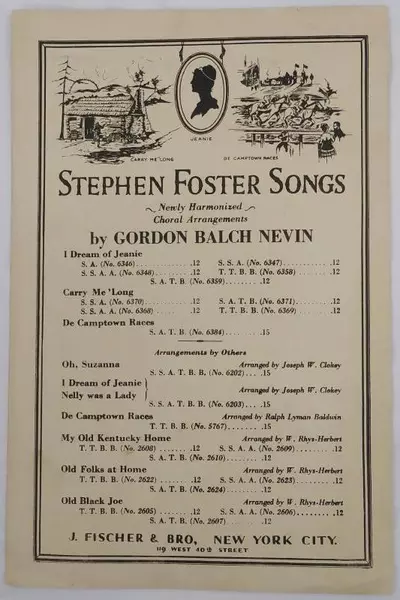 JEANIE
CARRY ME 'LONG
DE CAMPTOWN RACES
STEPHEN FOSTER SONGS
Newly Harmonized
Choral Arrangements
by GORDON BALCH NEVIN
I Dream of Jeanie
S. A. (No. 6346)..........12 S. S. A. (No. 6347)..........12
S. S. A. A. (No. 6348)........12 T. T. B. B. (No. 6358)........12
S. A. T. B. (No. 6359)........12
Carry Me 'Long
S. S. A. (No. 6370)..........12 S. A. T. B. (No. 6371)........12
S. S. A. A. (No. 6368)........12 T. T. B. B. (No. 6369)........12
De Camptown Races
S. A. T. B. (No. 6384)........15
Arrangements by Others
Oh, Suzanna Arranged by Joseph W. Clokey
S. S. A. T. B. B. (No. 6202)... .15
I Dream of Jeanie
Nelly was a Lady Arranged by Joseph W. Clokey
S. S. A. T. B. B. (No. 6203)... .15
De Camptown Races Arranged by Ralph Lyman Baldwin
T. T. B. B. (No. 5767)........15
My Old Kentucky Home Arranged by W. Rhys-Herbert
T. T. B. B. (No. 2608) .......12 S. S. A. A. (No. 2609)........12
S. A. T. B. (No. 2610)........12
Old Folks at Home Arranged by W. Rhys-Herbert
T. T. B. B. (No. 2622) .......12 S. S. A. A. (No. 2623)........12
S. A. T. B. (No. 2624)........12
Old Black Joe Arranged by W. Rhys-Herbert
T. T. B. B. (No. 2605) .......12 S. S. A. A. (No. 2606)........12
S. A. T. B. (No. 2607) .......12
J. FISCHER & BRO, NEW YORK CITY.
119 WEST 40TH STREET